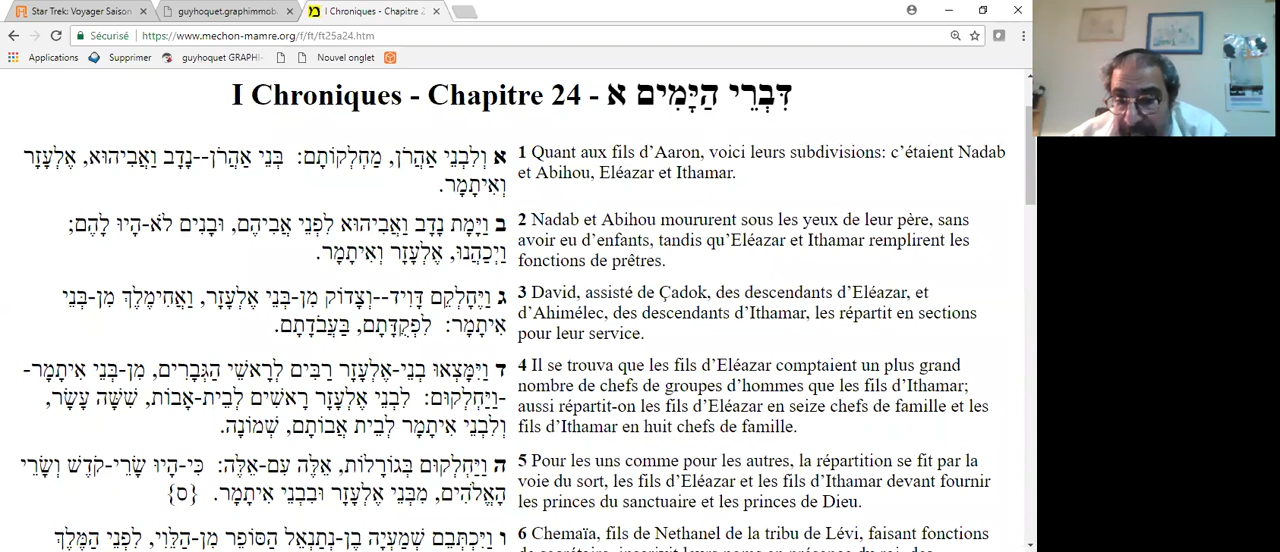 Star Trek: Voyager Saison
guyhoquet.graphimmob
I Chroniques - Chapitre 2
Sécurisé
https://www.mechon-mamre.org/f/ft/ft25a24.htm
Applications
Supprimer
guyhoquet GRAPHI
Nouvel onglet
I Chroniques - Chapitre 24 - דִּבְרֵי הַיָּמִים א
א וְלִבְנֵי אַהֲרֹן, מַחְלְקוֹתָם: בְּנֵי אַהֲרֹן--נָדָב וַאֲבִיהוּא, אֶלְעָזָר
וְאִיתָמָר.
1 Quant aux fils d’Aaron, voici leurs subdivisions: c’étaient Nadab
et Abihou, Eléazar et Ithamar.
ב וַיָּמָת נָדָב וַאֲבִיהוּא לִפְנֵי אֲבִיהֶם, וּבָנִים לֹא-הָיוּ לָהֶם;
וַיְכַהֲנוּ, אֶלְעָזָר וְאִיתָמָר.
2 Nadab et Abihou moururent sous les yeux de leur père, sans
avoir eu d’enfants, tandis qu’Eléazar et Ithamar remplirent les
fonctions de prêtres.
ג וַיֶּחָלְקֵם דָּוִיד--וְצָדוֹק מִן-בְּנֵי אֶלְעָזָר, וַאֲחִימֶלֶךְ מִן-בְּנֵי
אִיתָמָר: לִפְקֻדָּתָם, בַּעֲבֹדָתָם.
3 David, assisté de Çadok, des descendants d’Eléazar, et
d’Ahimélec, des descendants d’Ithamar, les répartit en sections
pour leur service.
ד וַיִּמָּצְאוּ בְנֵי-אֶלְעָזָר רַבִּים לְרָאשֵׁי הַגְּבָרִים, מִן-בְּנֵי אִיתָמָר-
-וַיַּחְלְקוּם: לִבְנֵי אֶלְעָזָר רָאשִׁים לְבֵית-אָבוֹת, שִׁשָּׁה עָשָׂר,
וְלִבְנֵי אִיתָמָר לְבֵית אֲבוֹתָם, שְׁמוֹנָה.
4 Il se trouva que les fils d’Eléazar comptaient un plus grand
nombre de chefs de groupes d’hommes que les fils d’Ithamar;
aussi répartit-on les fils d’Eléazar en seize chefs de famille et les
fils d’Ithamar en huit chefs de famille.
ה וַיַּחְלְקוּם בְּגוֹרָלוֹת, אֵלֶּה עִם-אֵלֶּה: כִּי-הָיוּ שָׂרֵי-קֹדֶשׁ וְשָׂרֵי
הָאֱלֹהִים, מִבְּנֵי אֶלְעָזָר וּבִבְנֵי אִיתָמָר. {ס}
5 Pour les uns comme pour les autres, la répartition se fit par la
voie du sort, les fils d’Eléazar et les fils d’Ithamar devant fournir
les princes du sanctuaire et les princes de Dieu.
ו וַיִּכְתְּבֵם שְׁמַעְיָה בֶן-נְתַנְאֵל הַסּוֹפֵר מִן-הַלֵּוִי, לִפְנֵי הַמֶּלֶךְ
6 Chemaïa, fils de Nethanel de la tribu de Lévi, faisant fonctions